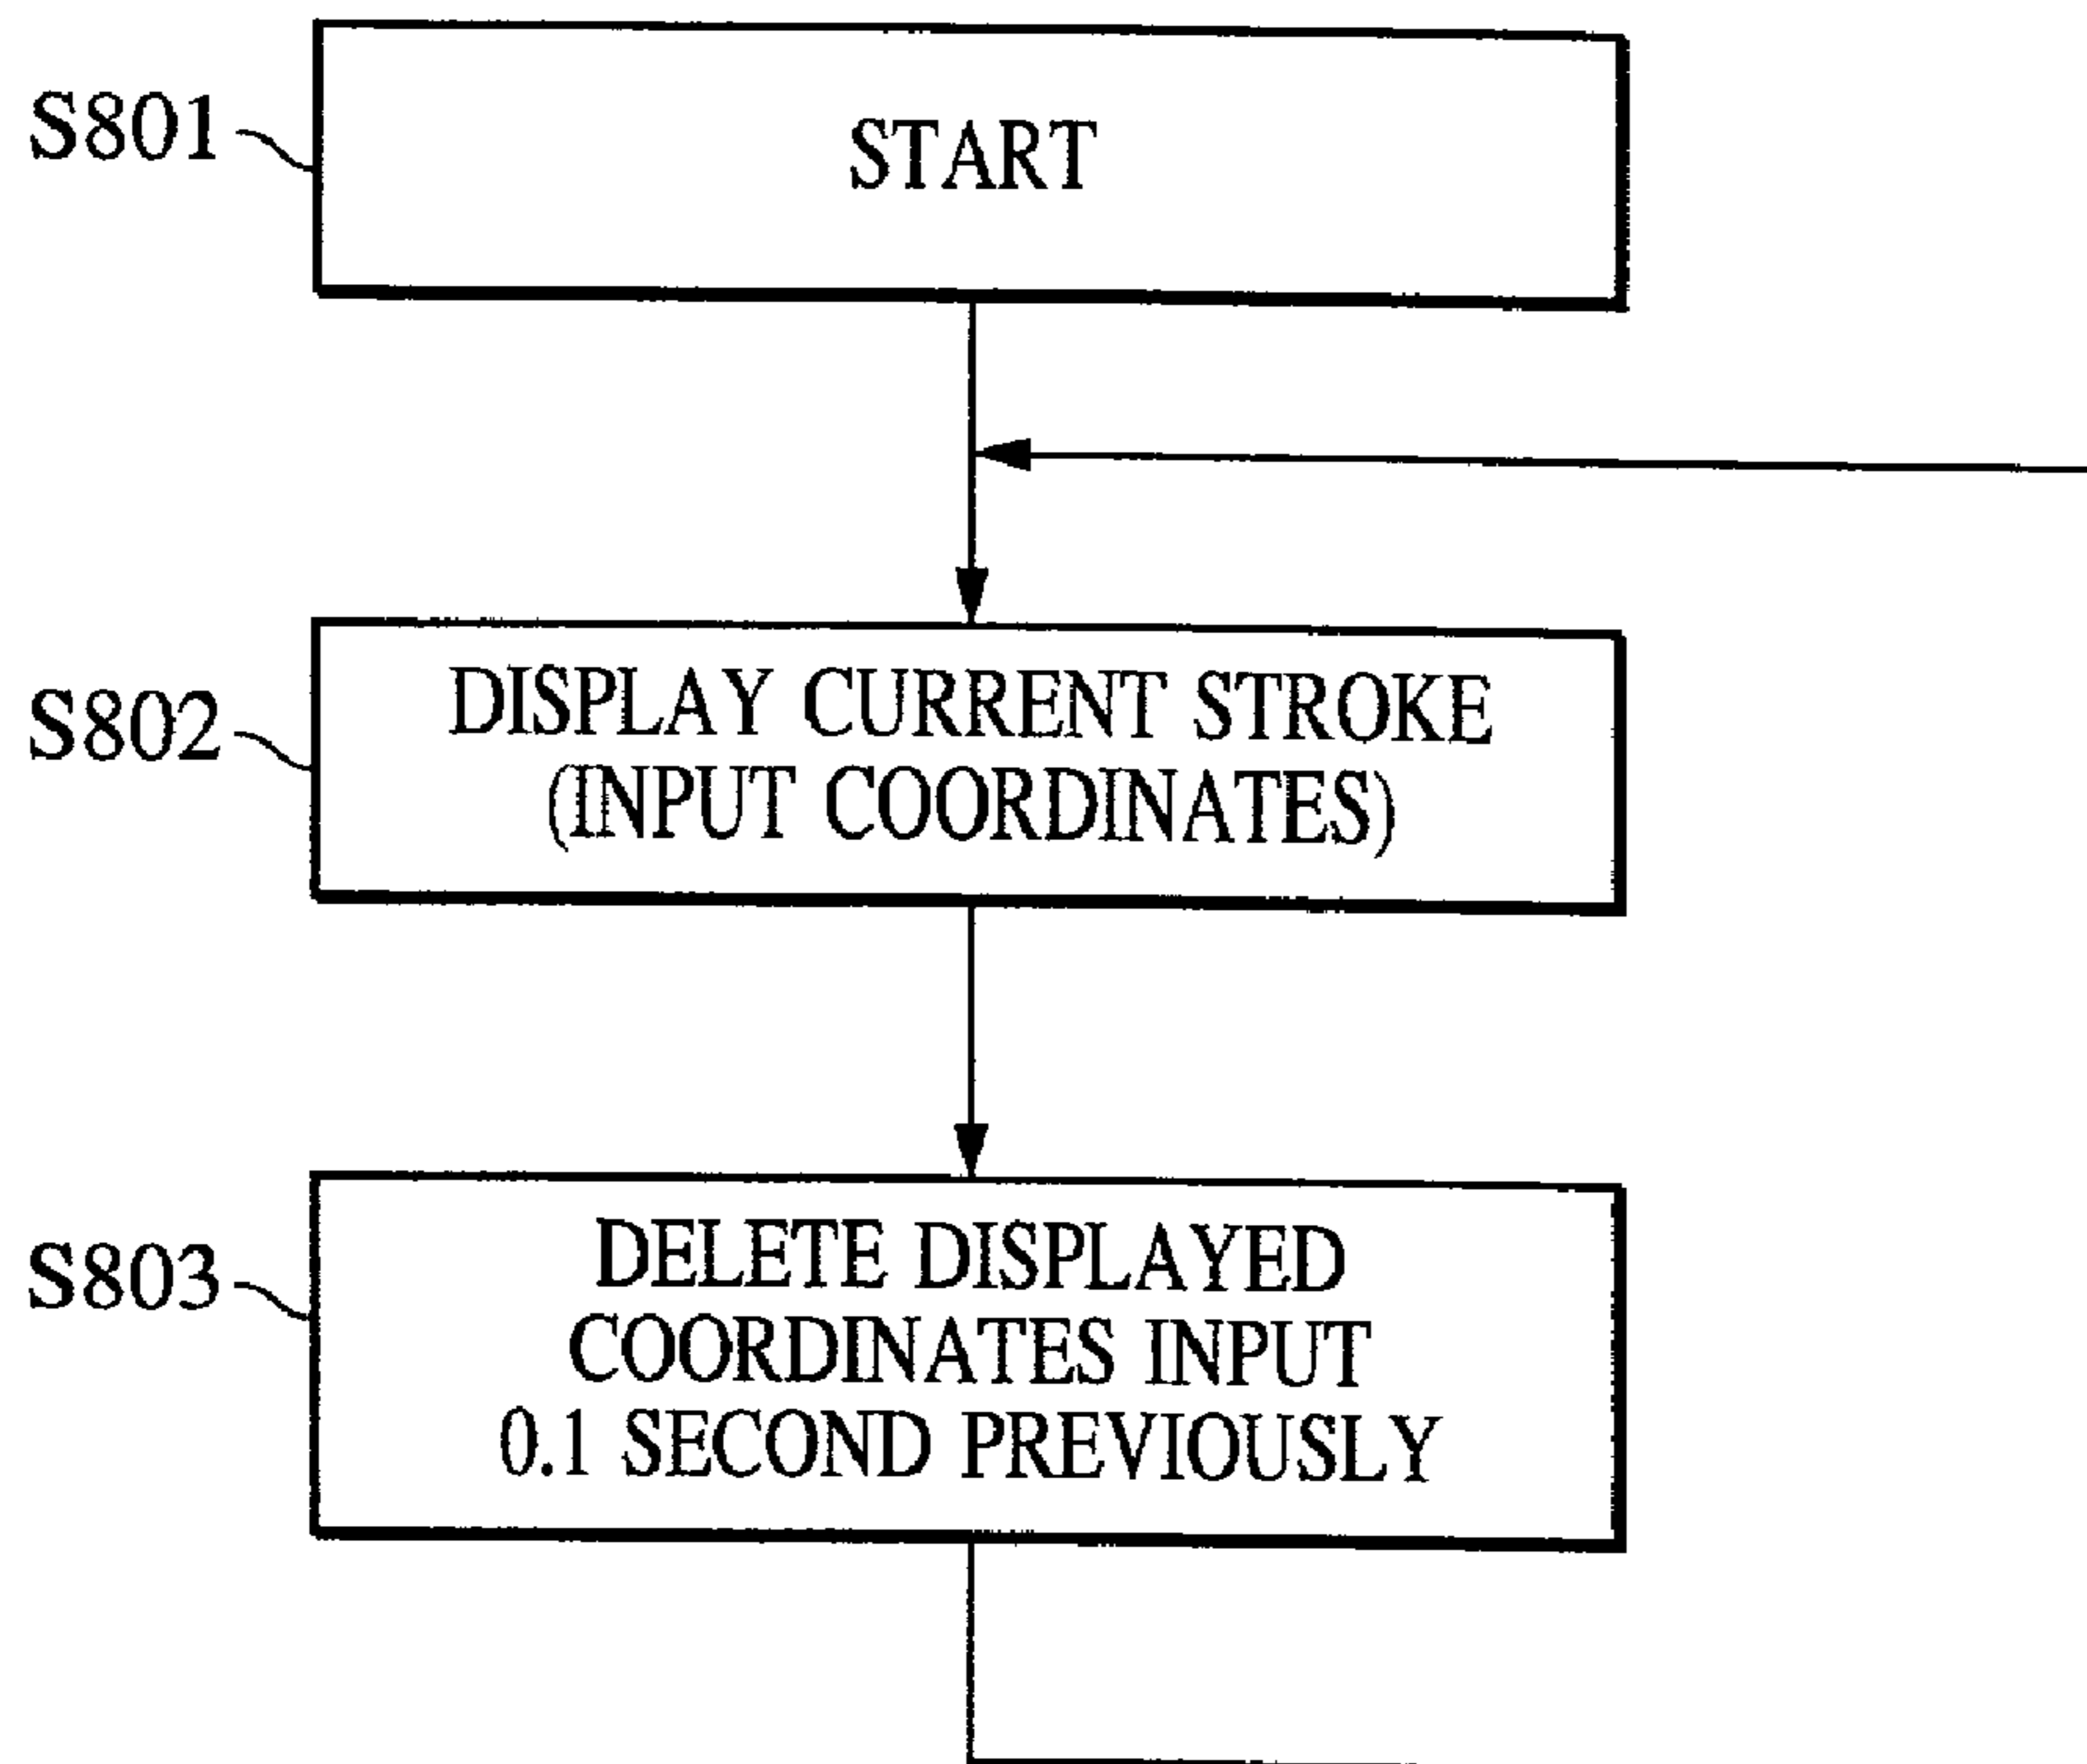 S801
START
S802
DISPLAY CURRENT STROKE
(INPUT COORDINATES)
S803
DELETE DISPLAYED
COORDINATES INPUT
0.1 SECOND PREVIOUSLY